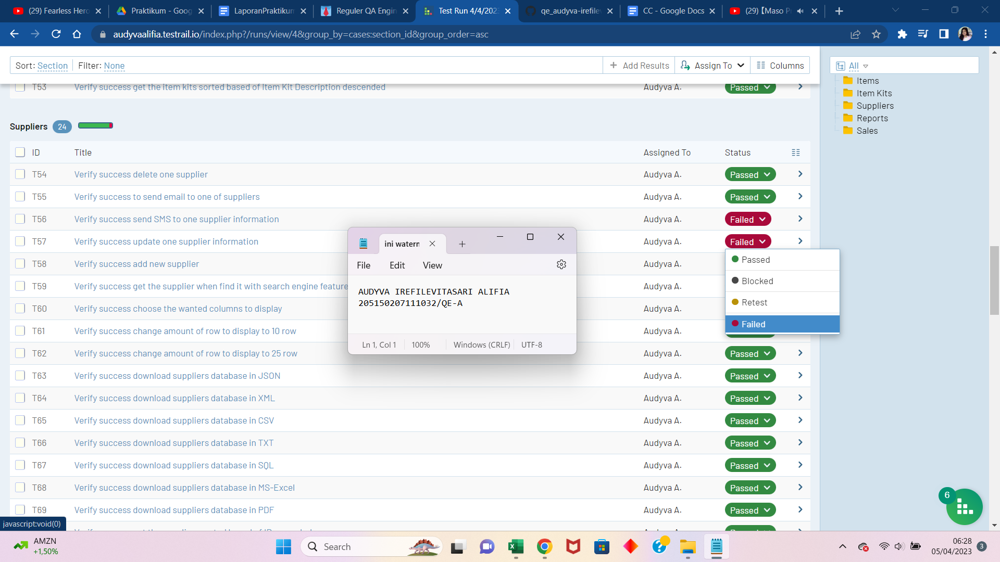 (29) Fearless Hero
Praktikum - Goog
LaporanPraktikum
Reguler QA Engin
Test Run 4/4/2023
qe_audyva-irefilev
CC - Google Docs
(29) 【Maso P
audyvaalifia.testrail.io/index.php?/runs/view/4&group_by=cases:section_id&group_order=asc
Sort: Section Filter: None
Add Results
Assign To
Columns
All
Items
Item Kits
Suppliers
Reports
Sales
T53 Verify success get the item kits sorted based of Item Kit Description descended Audyva A. Passed
Suppliers 24
ID Title Assigned To Status
T54 Verify success delete one supplier Audyva A. Passed
T55 Verify success to send email to one of suppliers Audyva A. Passed
T56 Verify success send SMS to one supplier information Audyva A. Failed
T57 Verify success update one supplier information Audyva A. Failed
T58 Verify success add new supplier Audyva A.
T59 Verify success get the supplier when find it with search engine feature Audyva A.
T60 Verify success choose the wanted columns to display Audyva A.
T61 Verify success change amount of row to display to 10 row Audyva A.
T62 Verify success change amount of row to display to 25 row Audyva A. Passed
T63 Verify success download suppliers database in JSON Audyva A. Passed
T64 Verify success download suppliers database in XML Audyva A. Passed
T65 Verify success download suppliers database in CSV Audyva A. Passed
T66 Verify success download suppliers database in TXT Audyva A. Passed
T67 Verify success download suppliers database in SQL Audyva A. Passed
T68 Verify success download suppliers database in MS-Excel Audyva A. Passed
T69 Verify success download suppliers database in PDF Audyva A. Passed
Passed
Blocked
Retest
Failed
ini waterm
File Edit View
AUDYVA IREFILEVITASARI ALIFIA
205150207111032/QE-A
Ln 1, Col 1 100% Windows (CRLF) UTF-8
6
javascript:void(0)
AMZN
+1,50%
Search
06:28
05/04/2023
3